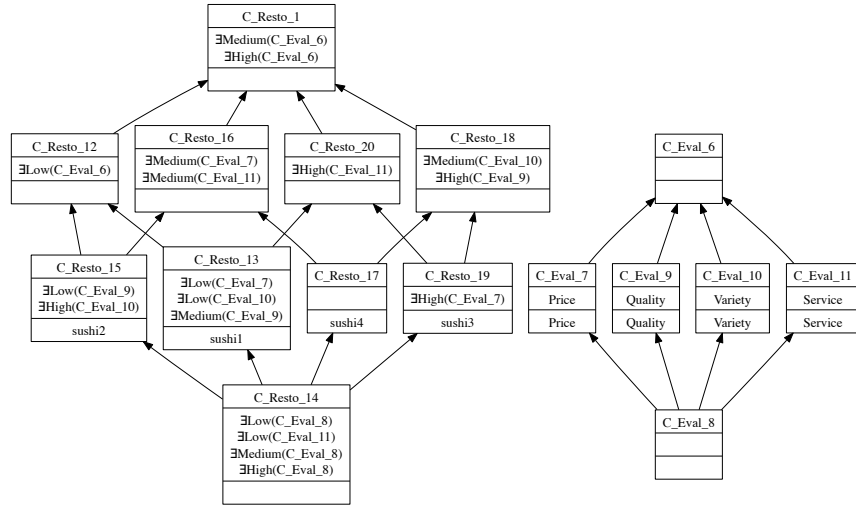 C_Resto_1
∃Medium(C_Eval_6)
∃High(C_Eval_6)
C_Resto_12
∃Low(C_Eval_6)
C_Resto_16
∃Medium(C_Eval_7)
∃Medium(C_Eval_11)
C_Resto_20
∃High(C_Eval_11)
C_Resto_18
∃Medium(C_Eval_10)
∃High(C_Eval_9)
C_Resto_15
∃Low(C_Eval_9)
∃High(C_Eval_10)
sushi2
C_Resto_13
∃Low(C_Eval_7)
∃Low(C_Eval_10)
∃Medium(C_Eval_9)
sushi1
C_Resto_17
sushi4
C_Resto_19
∃High(C_Eval_7)
sushi3
C_Resto_14
∃Low(C_Eval_8)
∃Low(C_Eval_11)
∃Medium(C_Eval_8)
∃High(C_Eval_8)
C_Eval_6
C_Eval_7
Price
Price
C_Eval_9
Quality
Quality
C_Eval_10
Variety
Variety
C_Eval_11
Service
Service
C_Eval_8